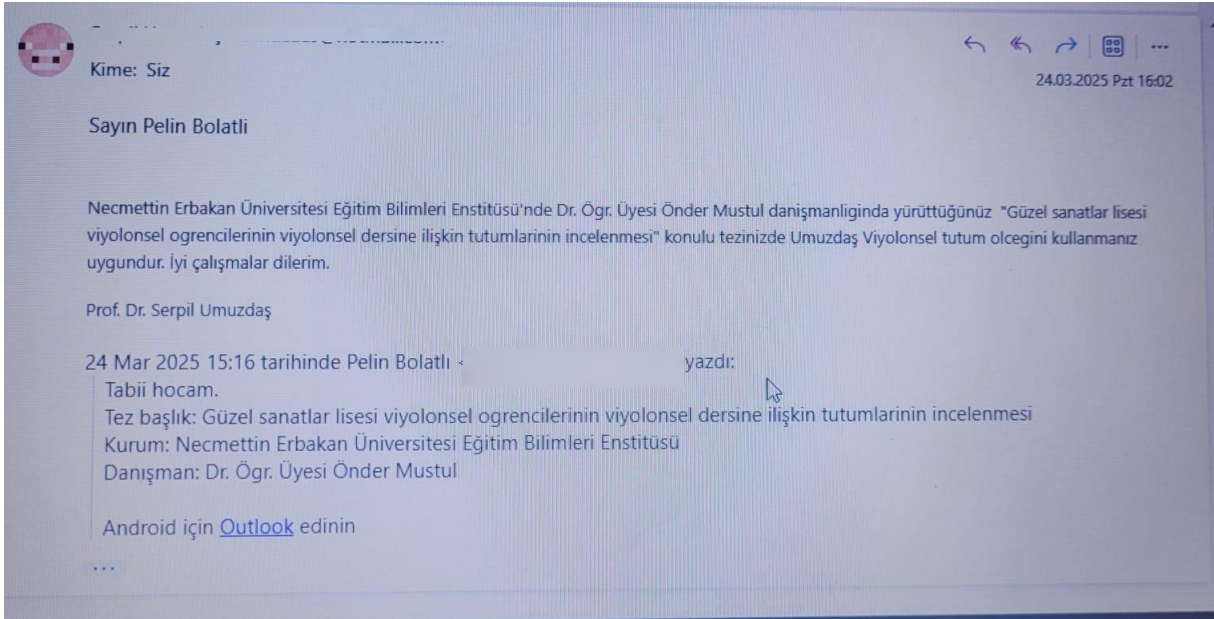 Kime: Siz
24.03.2025 Pzt 16:02
Sayın Pelin Bolatli
Necmettin Erbakan Üniversitesi Eğitim Bilimleri Enstitüsü'nde Dr. Ögr. Üyesi Önder Mustul danişmanliginda yürüttüğünüz "Güzel sanatlar lisesi
viyolonsel ogrencilerinin viyolonsel dersine ilişkin tutumlarinin incelenmesi" konulu tezinizde Umuzdaş Viyolonsel tutum olcegini kullanmanız
uygundur. İyi çalışmalar dilerim.
Prof. Dr. Serpil Umuzdaş
24 Mar 2025 15:16 tarihinde Pelin Bolatlı < yazdı:
Tabii hocam.
Tez başlık: Güzel sanatlar lisesi viyolonsel ogrencilerinin viyolonsel dersine ilişkin tutumlarinin incelenmesi
Kurum: Necmettin Erbakan Üniversitesi Eğitim Bilimleri Enstitüsü
Danışman: Dr. Ögr. Üyesi Önder Mustul
Android için Outlook edinin
...